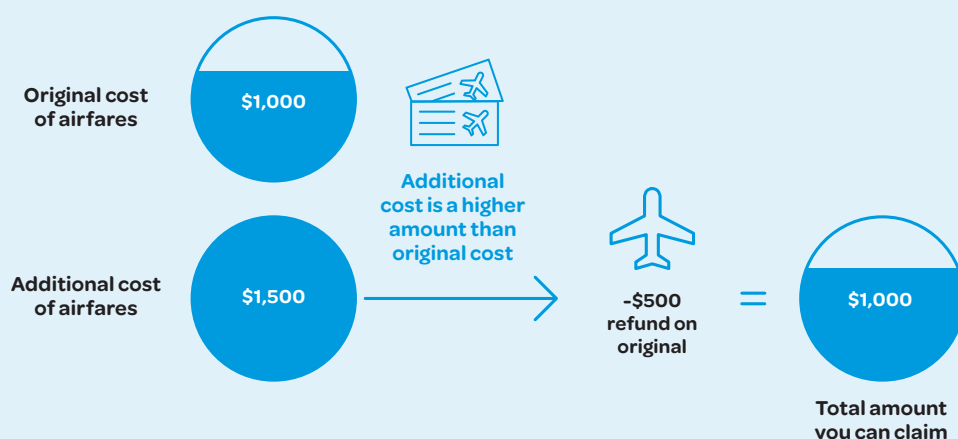 Original cost
of airfares
$1,000
Additional
cost is a higher
amount than
original cost
Additional cost
of airfares
$1,500
-$500
refund on
original
=
$1,000
Total amount
you can claim